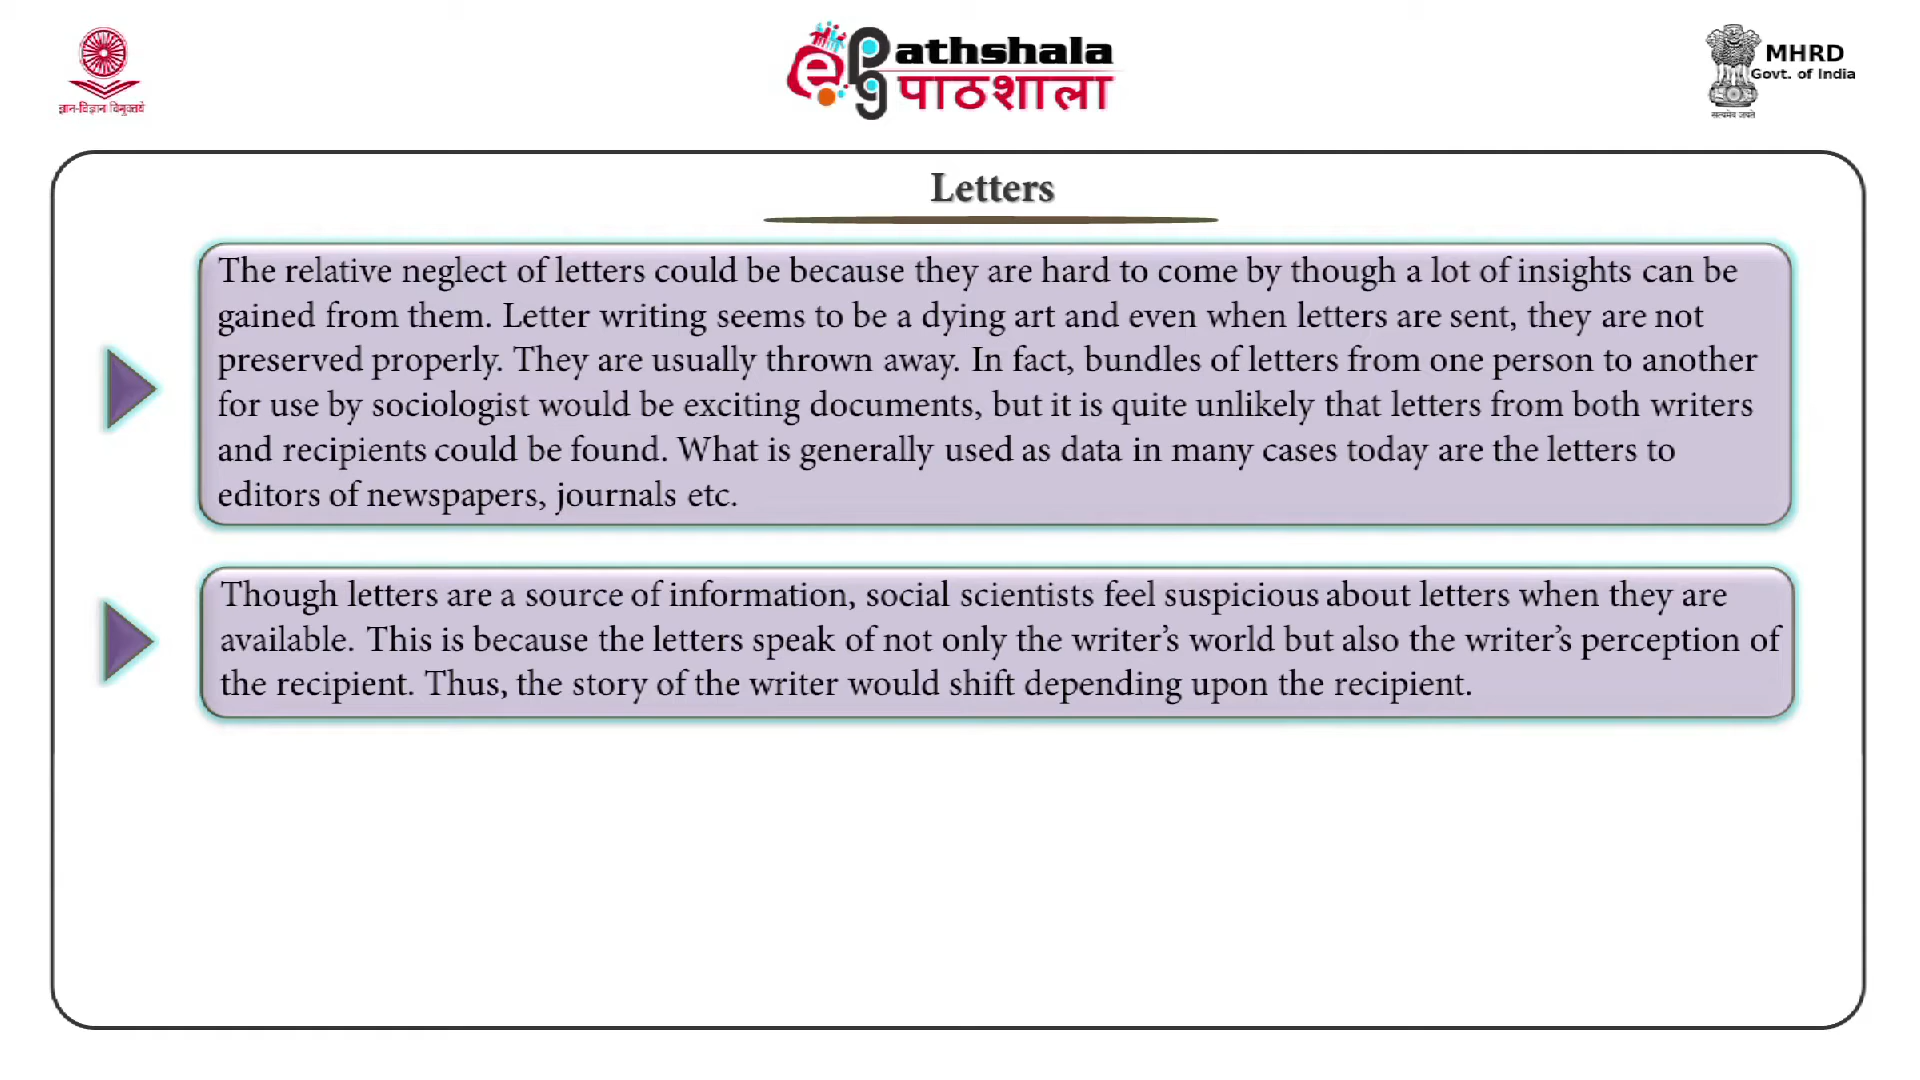 ज्ञान-विज्ञान विमुक्तये
e
pg
athshala
पाठशाला
MHRD
Govt. of India
सत्यमेव जयते
Letters
The relative neglect of letters could be because they are hard to come by though a lot of insights can be
gained from them. Letter writing seems to be a dying art and even when letters are sent, they are not
preserved properly. They are usually thrown away. In fact, bundles of letters from one person to another
for use by sociologist would be exciting documents, but it is quite unlikely that letters from both writers
and recipients could be found. What is generally used as data in many cases today are the letters to
editors of newspapers, journals etc.
Though letters are a source of information, social scientists feel suspicious about letters when they are
available. This is because the letters speak of not only the writer’s world but also the writer’s perception of
the recipient. Thus, the story of the writer would shift depending upon the recipient.